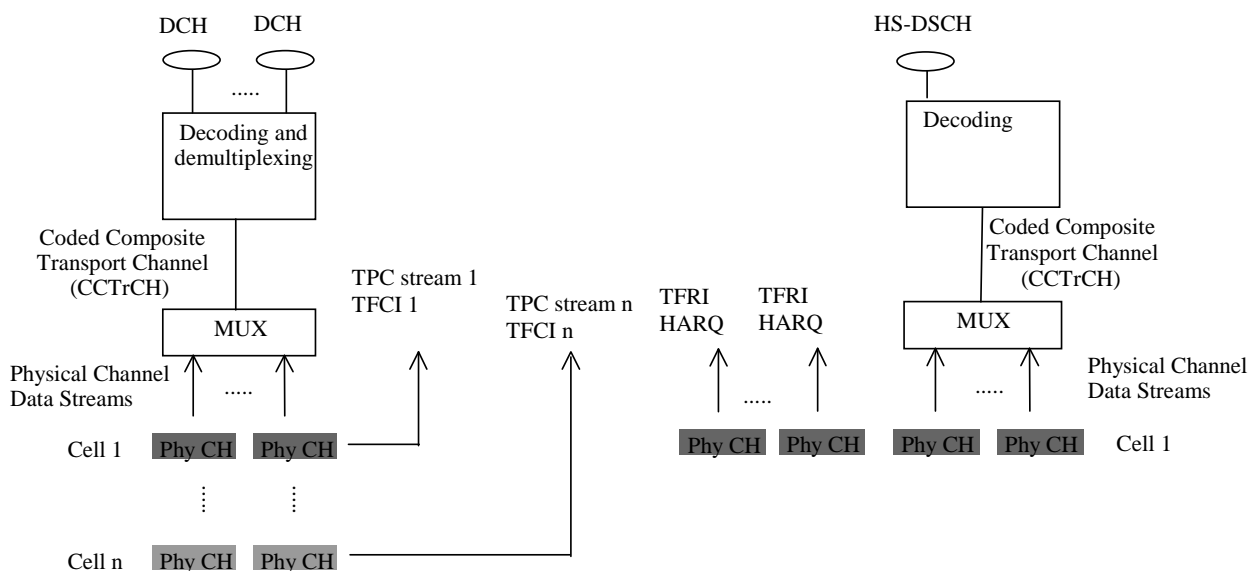 DCH DCH
.....
Decoding and
demultiplexing
Coded Composite
Transport Channel
(CCTrCH)
MUX
Physical Channel
Data Streams
.....
Cell 1 Phy CH Phy CH
Cell n Phy CH Phy CH
TPC stream 1
TFCI 1
TPC stream n
TFCI n
HS-DSCH
Decoding
Coded Composite
Transport Channel
(CCTrCH)
TFRI
HARQ
TFRI
HARQ
MUX
Physical Channel
Data Streams
.....
.....
Phy CH Phy CH Phy CH Phy CH Cell 1